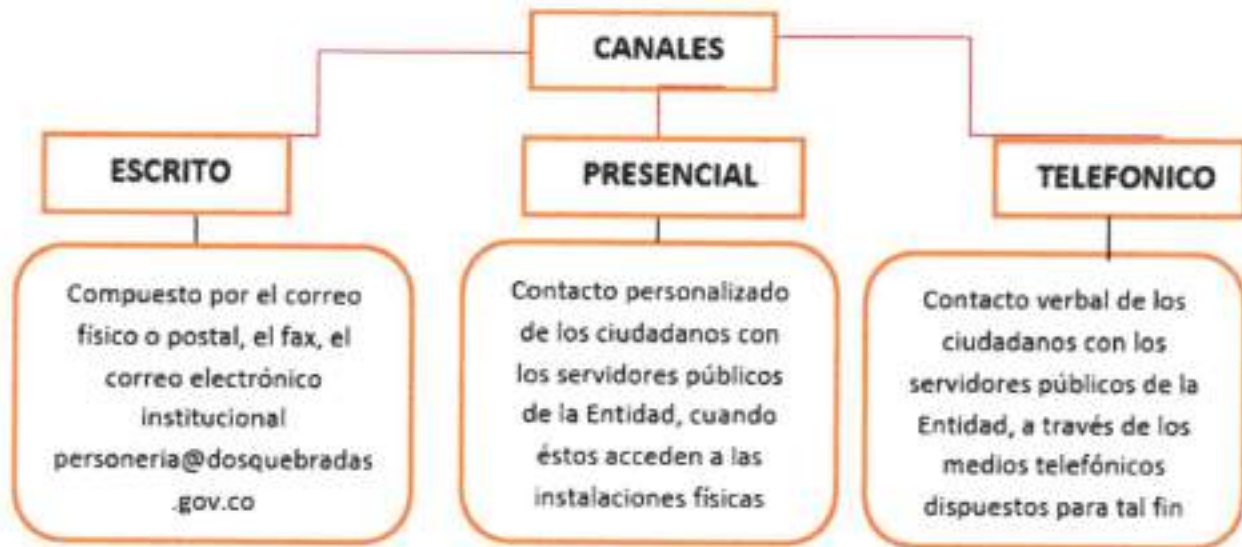 CANALES
ESCRITO
PRESENCIAL
TELEFONICO
Compuesto por el correo
físico o postal, el fax, el
correo electrónico
institucional
personeria@dosquebradas
.gov.co
Contacto personalizado
de los ciudadanos con
los servidores públicos
de la Entidad, cuando
éstos acceden a las
instalaciones físicas
Contacto verbal de los
ciudadanos con los
servidores públicos de la
Entidad, a través de los
medios telefónicos
dispuestos para tal fin